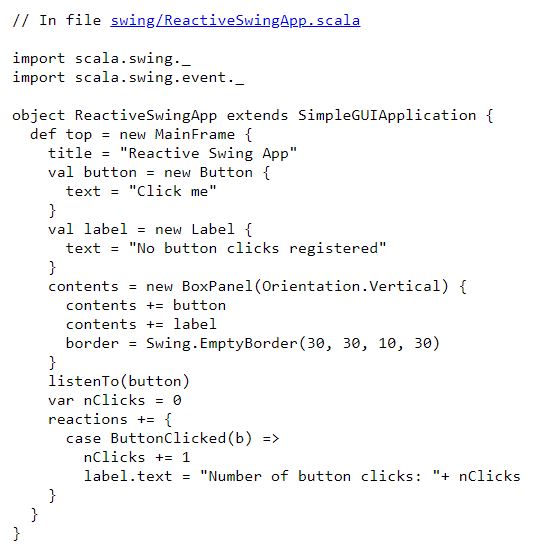 // In file swing/ReactiveSwingApp.scala

import scala.swing._
import scala.swing.event._

object ReactiveSwingApp extends SimpleGUIApplication {
  def top = new MainFrame {
    title = "Reactive Swing App"
    val button = new Button {
      text = "Click me"
    }
    val label = new Label {
      text = "No button clicks registered"
    }
    contents = new BoxPanel(Orientation.Vertical) {
      contents += button
      contents += label
      border = Swing.EmptyBorder(30, 30, 10, 30)
    }
    listenTo(button)
    var nClicks = 0
    reactions += {
      case ButtonClicked(b) =>
        nClicks += 1
        label.text = "Number of button clicks: "+ nClicks
    }
  }
}